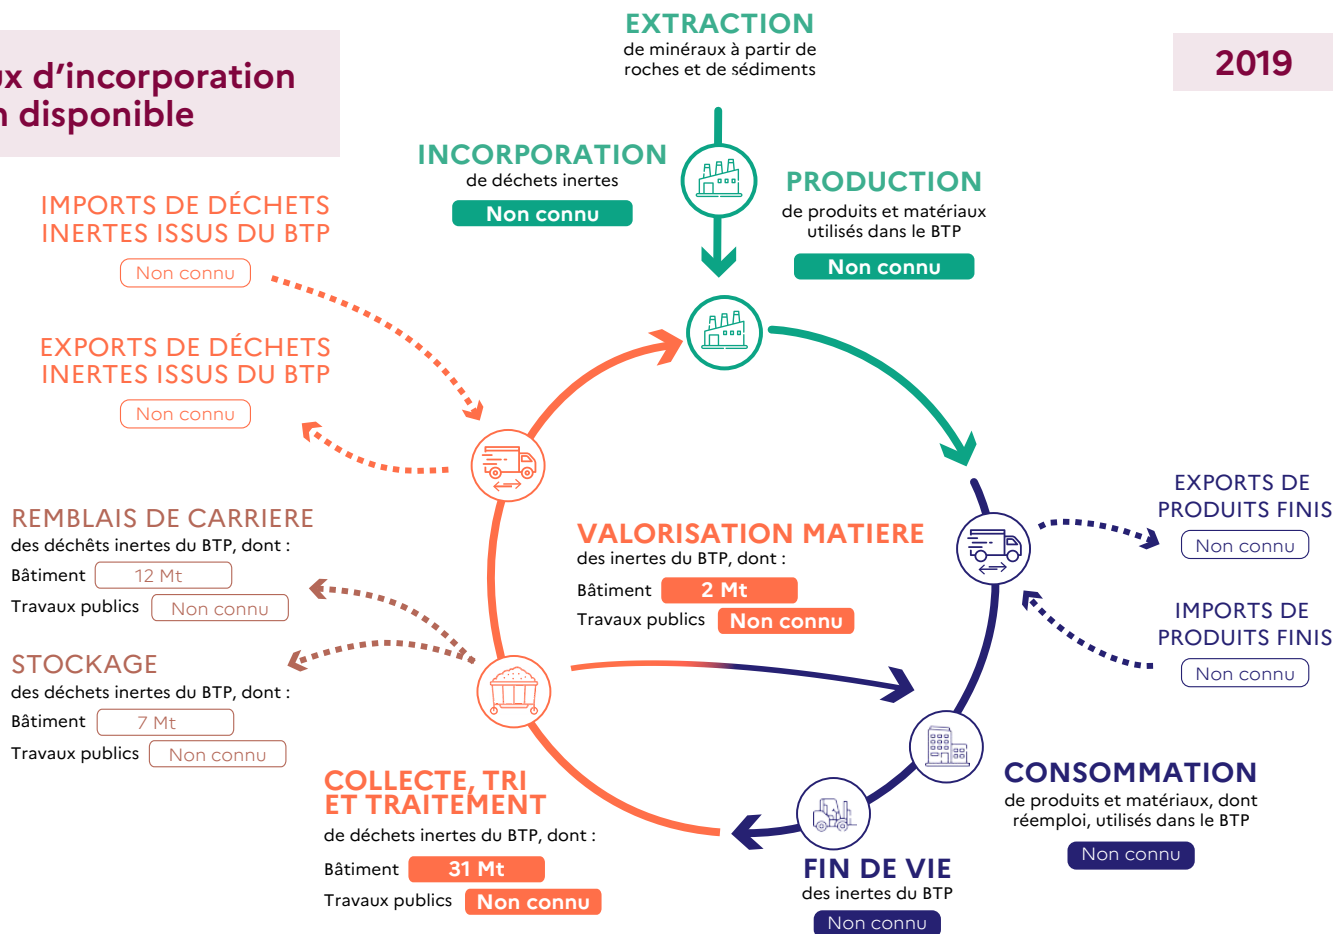 d'incorporation
disponible
2019
EXTRACTION
de minéraux à partir de
roches et de sédiments
INCORPORATION
de déchets inertes
Non connu
PRODUCTION
de produits et matériaux
utilisés dans le BTP
Non connu
IMPORTS DE DÉCHETS
INERTES ISSUS DU BTP
Non connu
EXPORTS DE DÉCHETS
INERTES ISSUS DU BTP
Non connu
EXPORTS DE
PRODUITS FINIS
Non connu
IMPORTS DE
PRODUITS FINIS
Non connu
REMBLAIS DE CARRIERE
des déchêts inertes du BTP, dont :
Bâtiment 12 Mt
Travaux publics Non connu
VALORISATION MATIERE
des inertes du BTP, dont :
Bâtiment 2 Mt
Travaux publics Non connu
STOCKAGE
des déchets inertes du BTP, dont :
Bâtiment 7 Mt
Travaux publics Non connu
COLLECTE, TRI
ET TRAITEMENT
de déchets inertes du BTP, dont :
Bâtiment 31 Mt
Travaux publics Non connu
CONSOMMATION
de produits et matériaux, dont
réemploi, utilisés dans le BTP
Non connu
FIN DE VIE
des inertes du BTP
Non connu